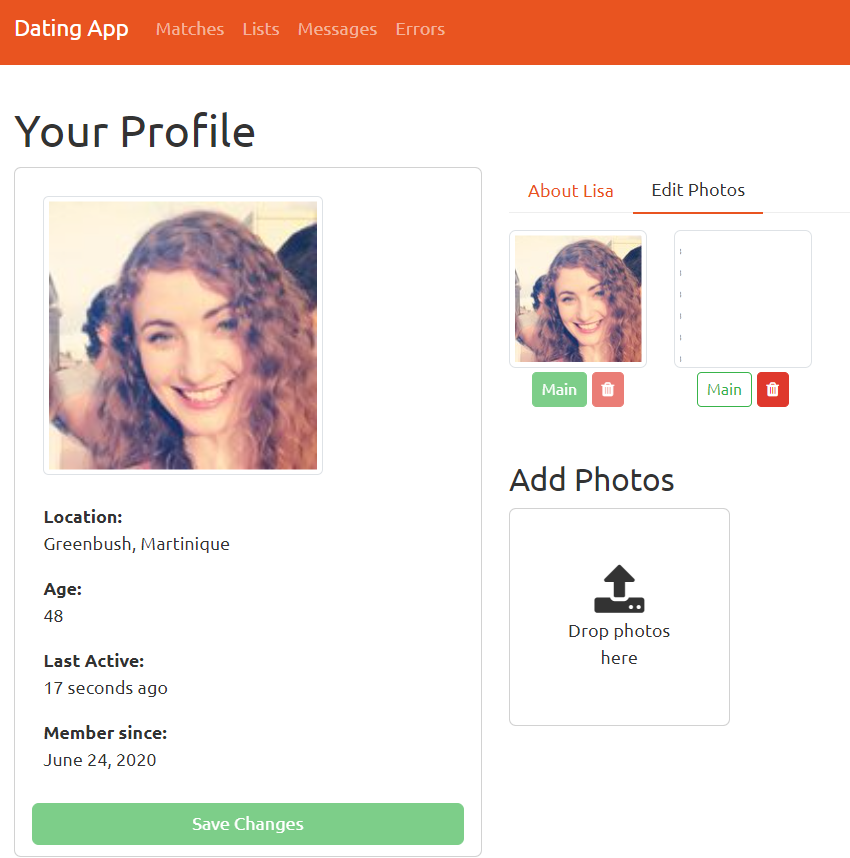 Dating App Matches Lists Messages Errors
Your Profile
Location:
Greenbush, Martinique
Age:
48
Last Active:
17 seconds ago
Member since:
June 24, 2020
Save Changes
About Lisa Edit Photos
Main Main
Add Photos
Drop photos
here